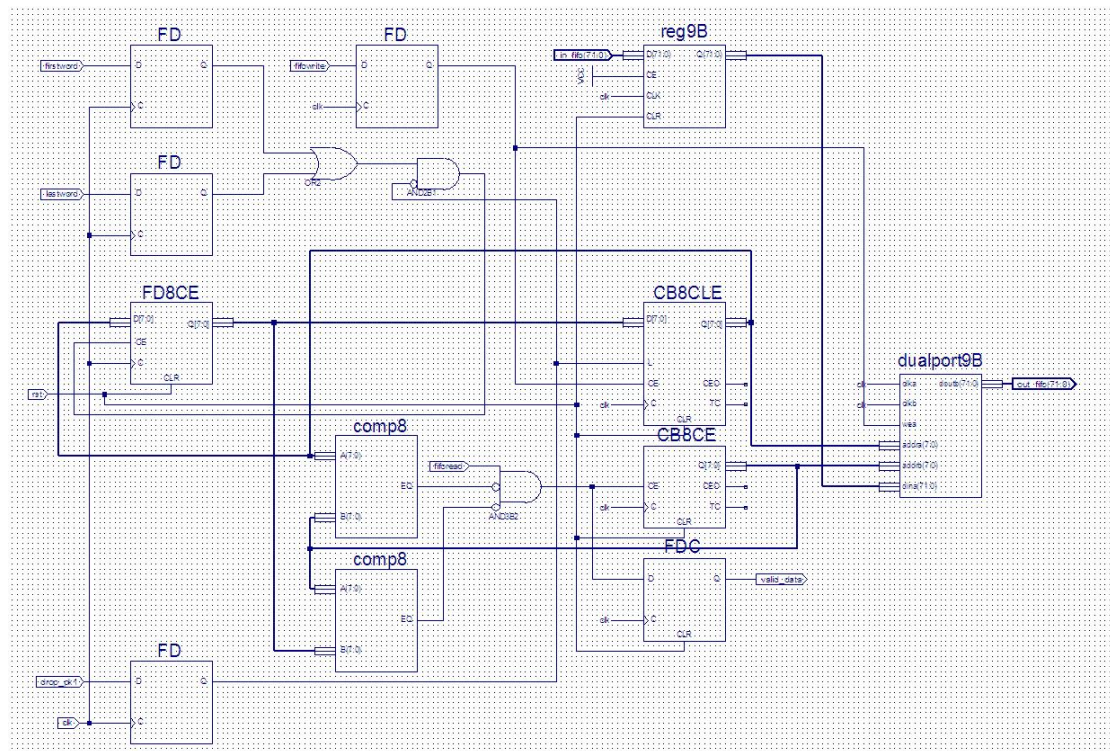 FD
FD
reg9B
firstword
D
Q
fifowrite
D
Q
in_fifo(71:0)
D(71:0)
Q(71:0)
VCC
CE
C
clk
C
clk
CLK
CLR
FD
OR2
AND2B1
lastword
D
Q
C
FD8CE
CB8CLE
D[7:0]
Q[7:0]
D[7:0]
Q[7:0]
CE
C
L
CLR
CE
CEO
rst
clk
C
TC
CLR
dualport9B
clk
clka
doutb(71:0)
out_fifo(71:0)
clk
clkb
wea
addra(7:0)
addrb(7:0)
dina(71:0)
comp8
CB8CE
A(7:0)
fiforead
Q[7:0]
EQ
CE
CEO
B(7:0)
AND3B2
clk
C
TC
CLR
comp8
FDC
A(7:0)
D
Q
valid_data
EQ
clk
C
CLR
B(7:0)
FD
drop_pkt
D
Q
clk
C